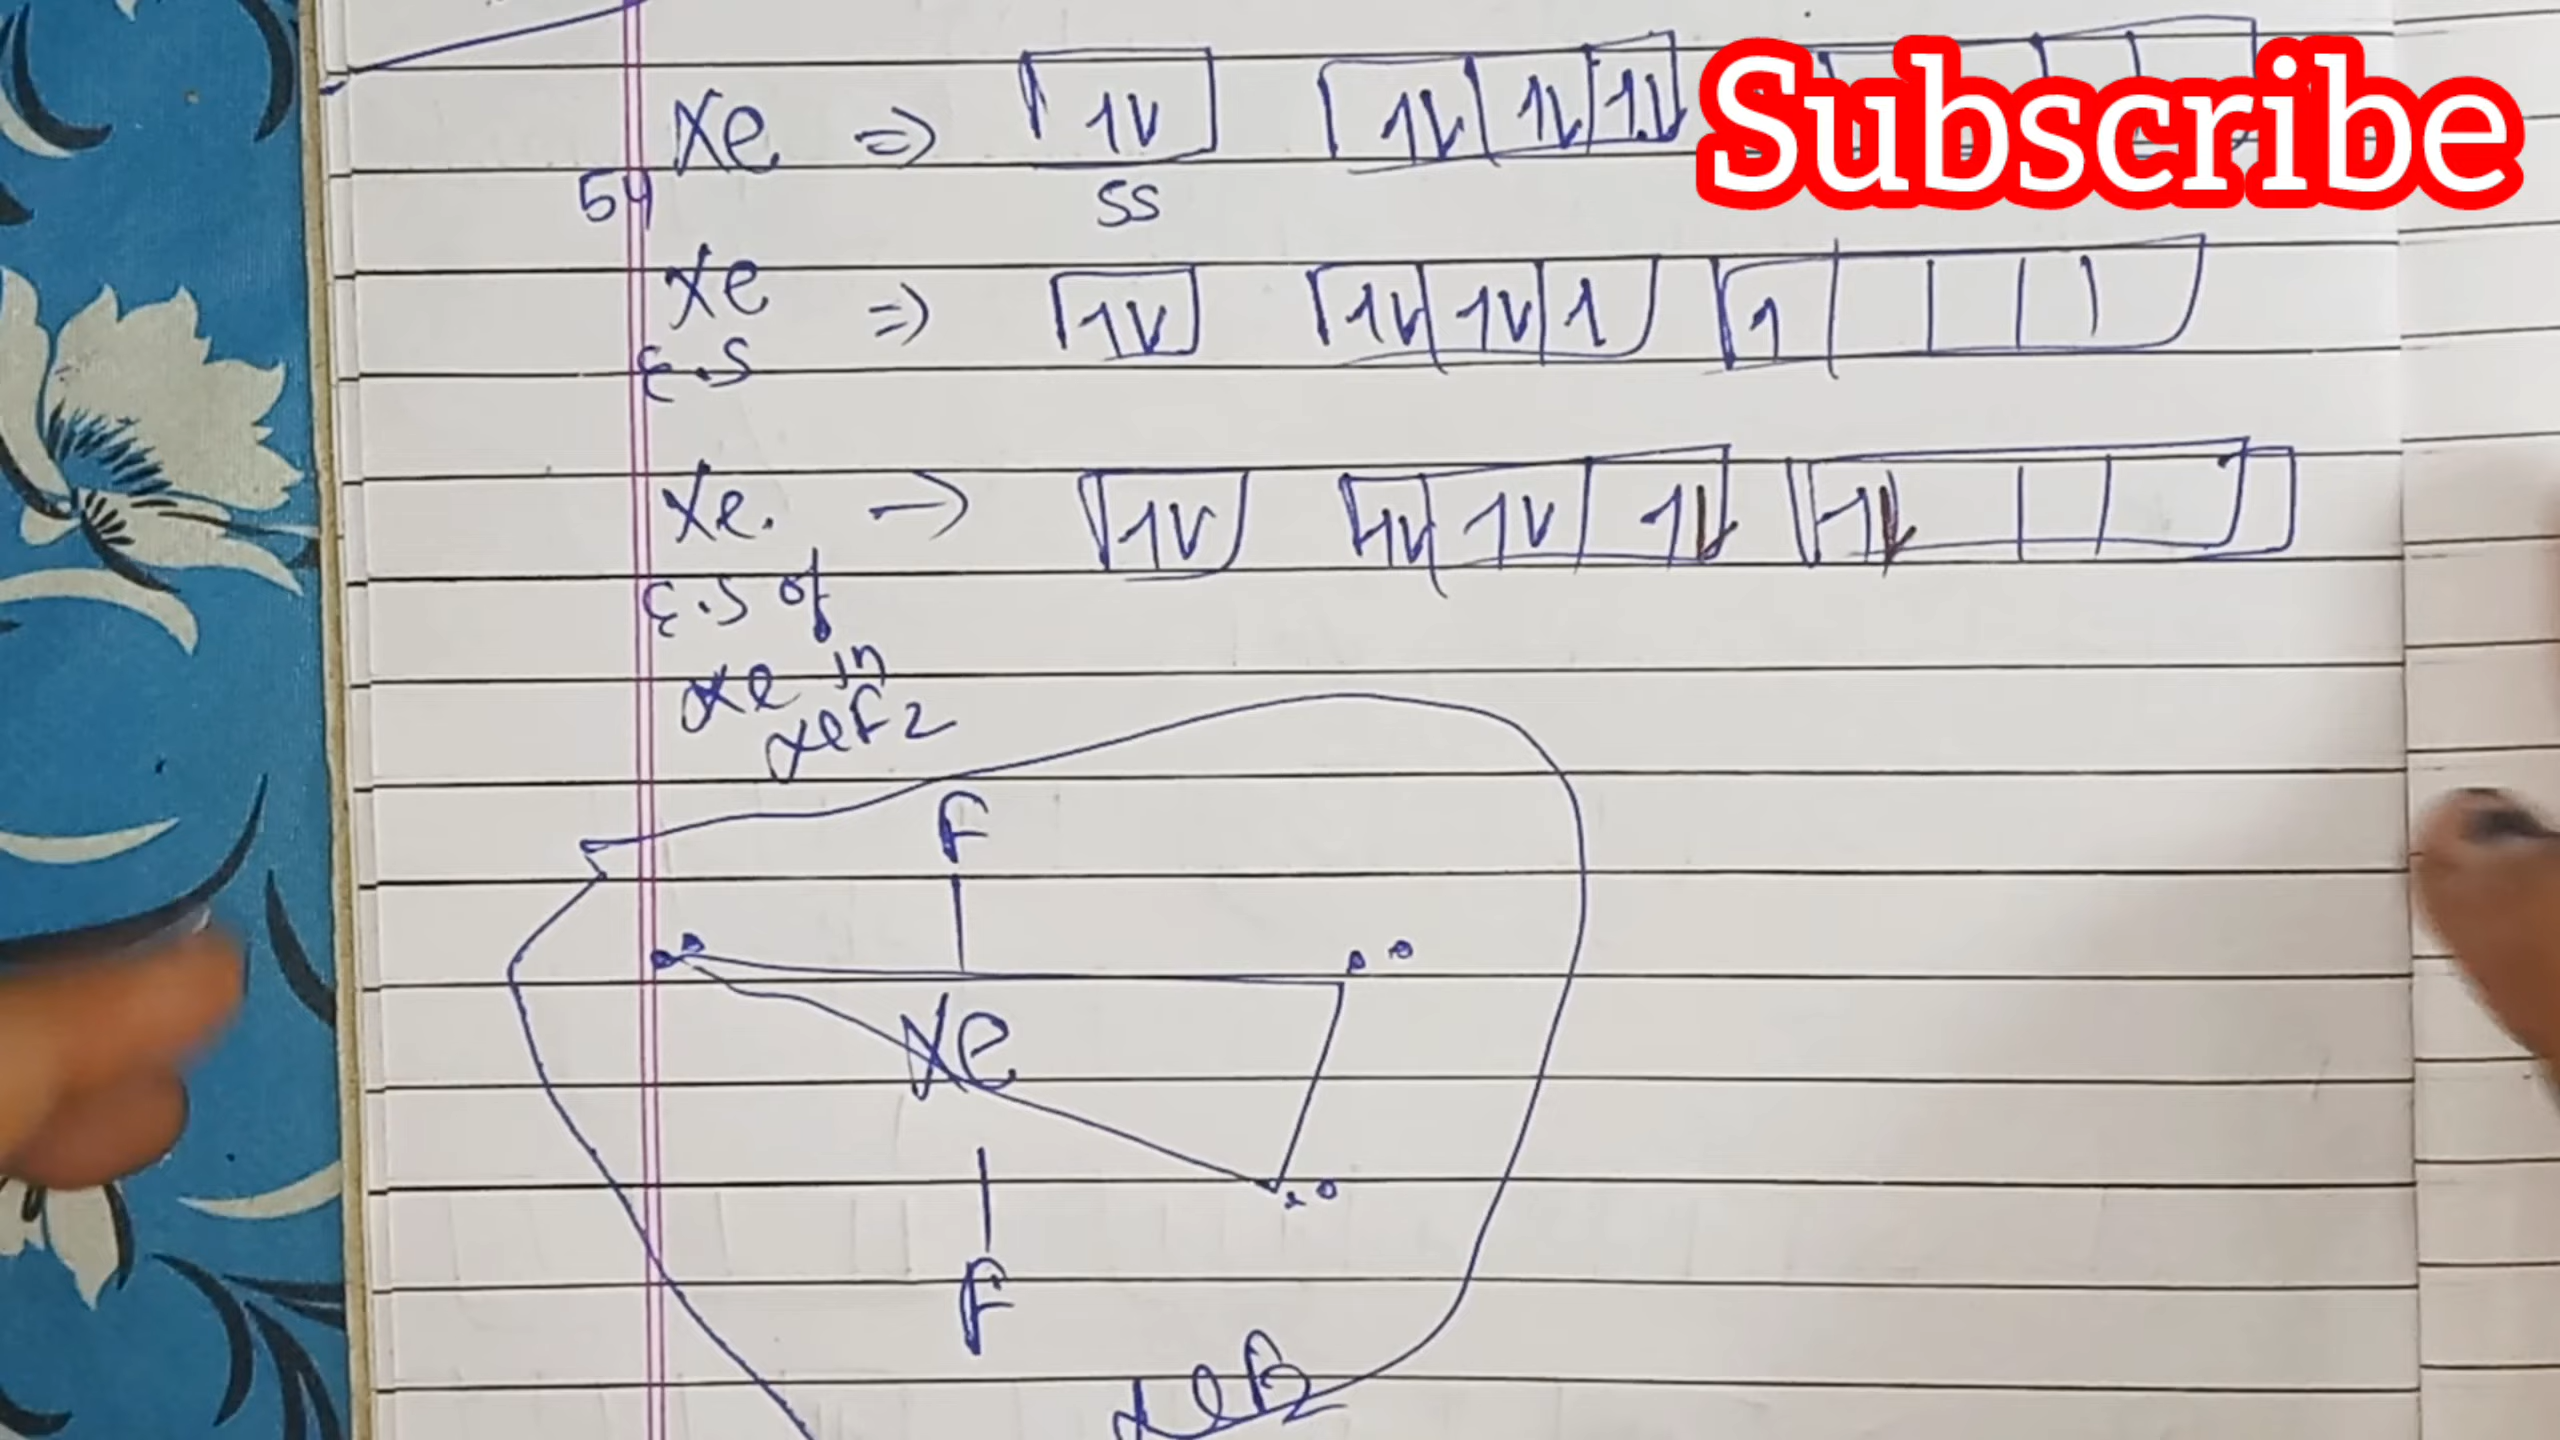 Xe => 1V 1V 1V 1V
Subscribe
54 5S
Xe => 1V 1V 1V 1 1
E.S
Xe. -> 1V 1V 1V 1V 1V
E.S of
Xe in
XeF2
F
Xe
F
XeF2